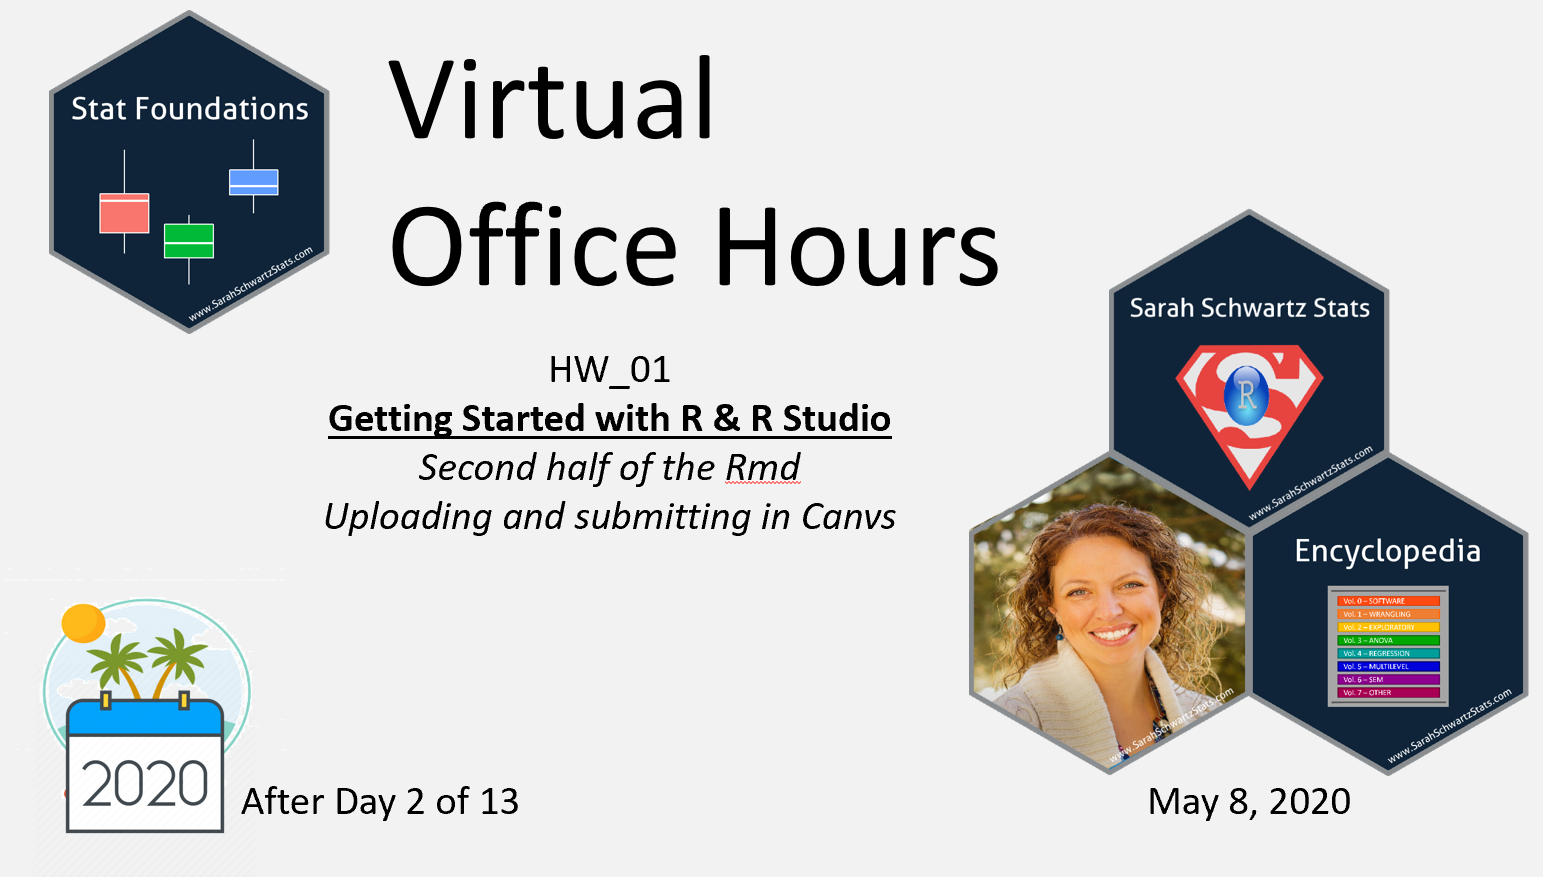 Stat Foundations
www.SarahSchwartzStats.com
Virtual
Office Hours
HW_01
Getting Started with R & R Studio
Second half of the Rmd
Uploading and submitting in Canvs
Sarah Schwartz Stats
S
R
www.SarahSchwartzStats.com
www.SarahSchwartzStats.com
Encyclopedia
Vol. 0 – SOFTWARE
Vol. 1 – WRANGLING
Vol. 2 – EXPLORATORY
Vol. 3 – ANOVA
Vol. 4 – REGRESSION
Vol. 5 – MULTILEVEL
Vol. 6 – SEM
Vol. 7 – OTHER
www.SarahSchwartzStats.com
2020
After Day 2 of 13
May 8, 2020